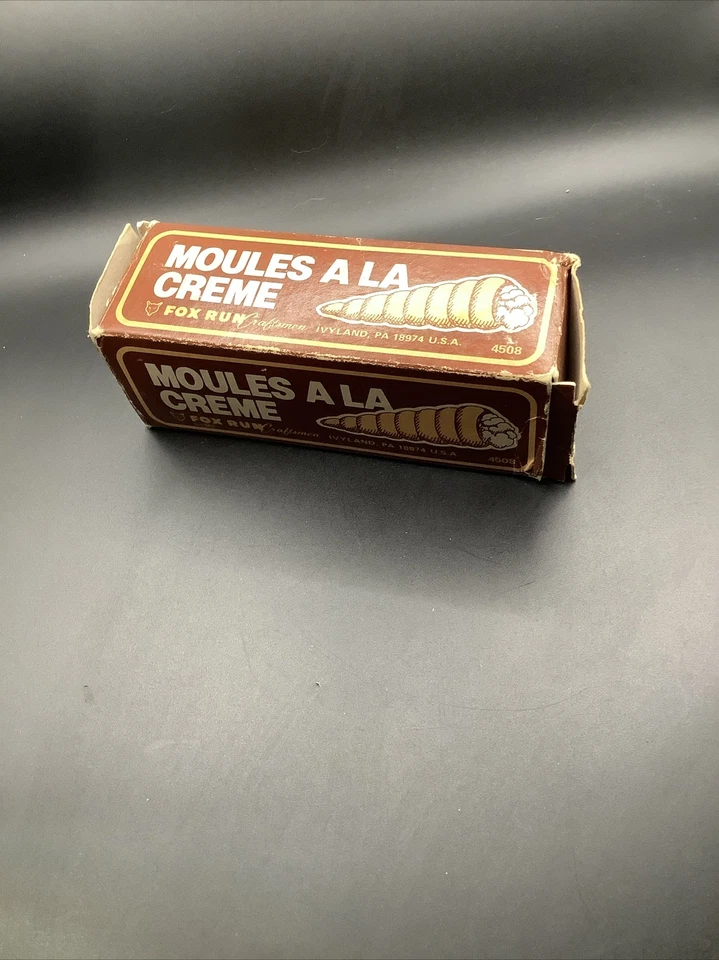 MOULES A LA
CREME
FOX RUN Craftsmen IVYLAND, PA 18974 U.S.A.
4508
MOULES A LA
CREME
FOX RUN Craftsmen IVYLAND, PA 18974 U.S.A.
4508